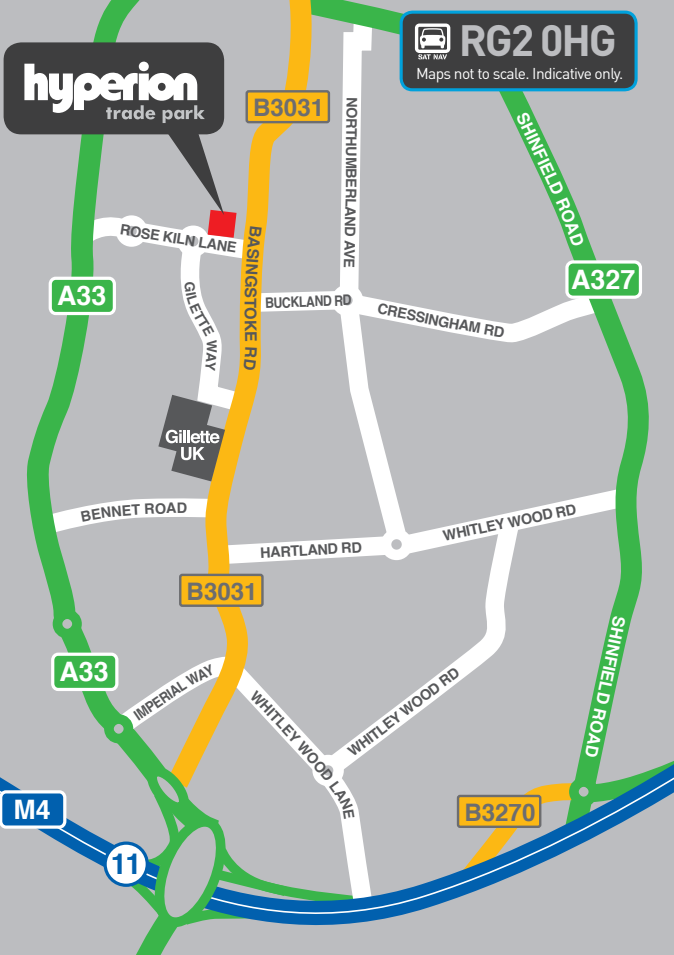 hyperion
trade park
SAT NAV
RG2 0HG
Maps not to scale. Indicative only.
B3031
NORTHUMBERLAND AVE
SHINFIELD ROAD
ROSE KILN LANE
BASINGSTOKE RD
A327
A33
GILETTE WAY
BUCKLAND RD
CRESSINGHAM RD
Gillette
UK
BENNET ROAD
WHITLEY WOOD RD
HARTLAND RD
B3031
A33
IMPERIAL WAY
SHINFIELD ROAD
WHITLEY WOOD LANE
WHITLEY WOOD RD
M4
B3270
11